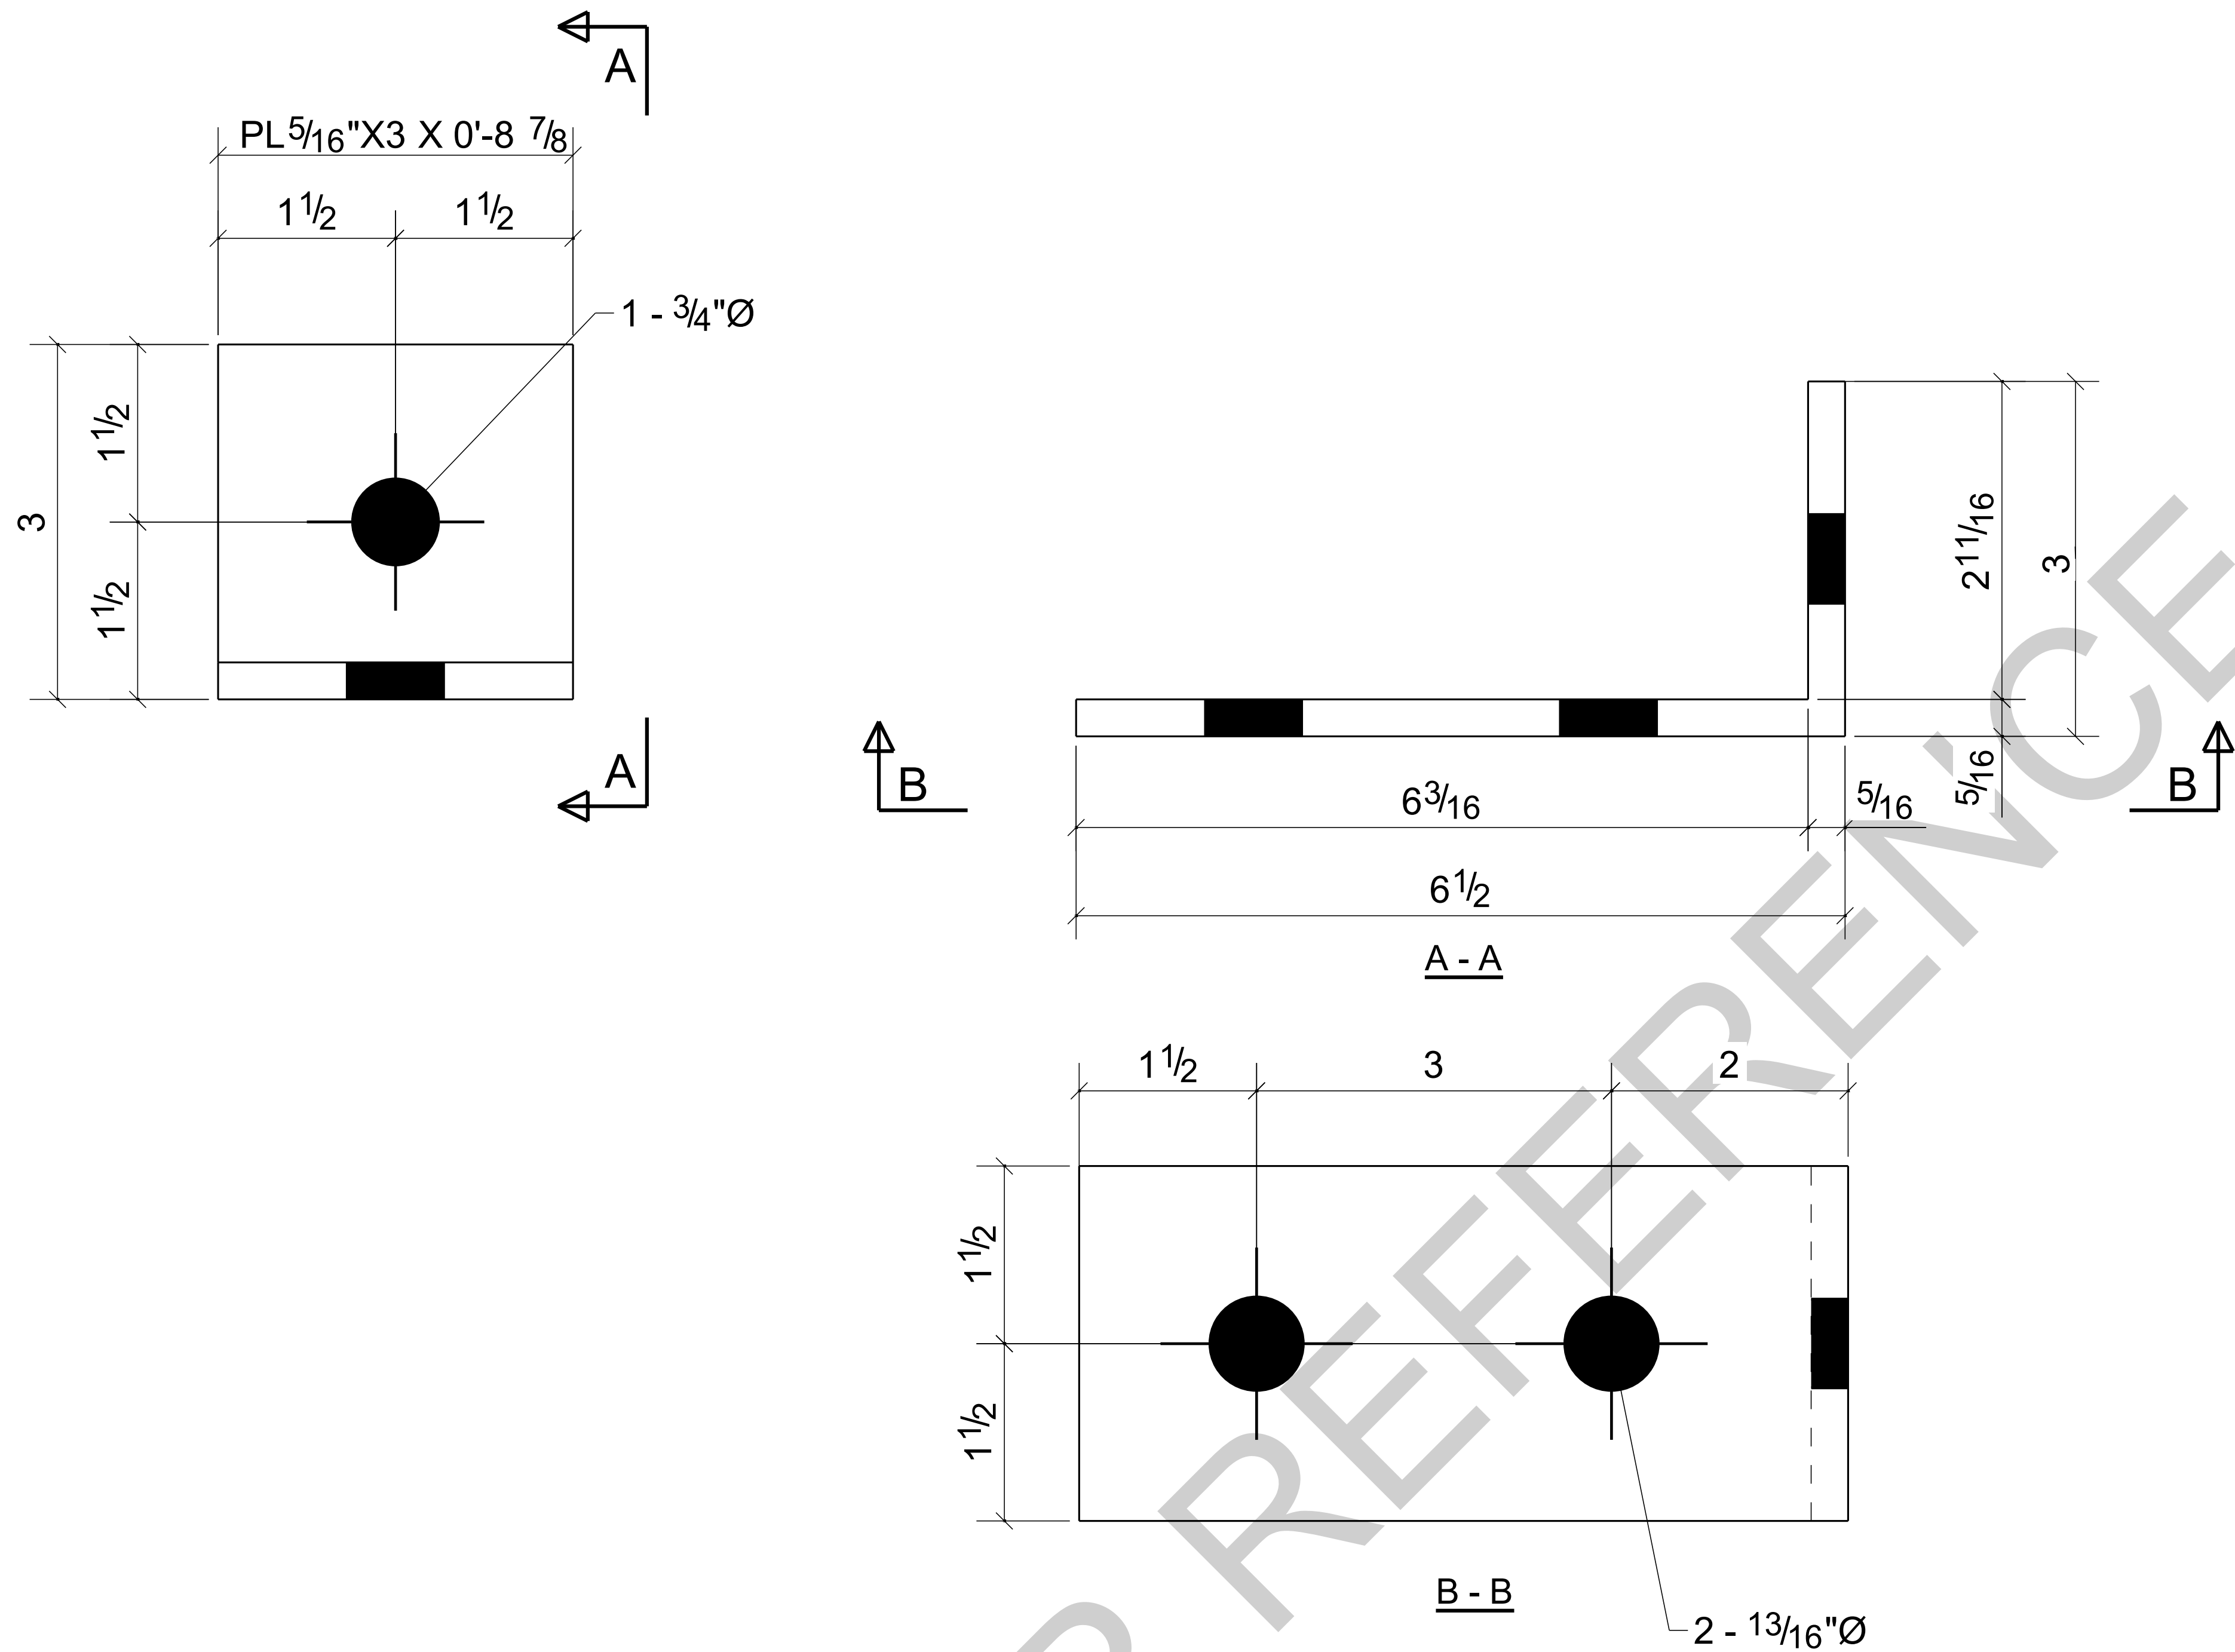 A
PL 5/16"X3 X 0'-8 7/8
1 1/2
1 1/2
1 - 3/4"Ø
1 1/2
3
1 1/2
A
2 11/16
3
5/16
B
B
6 3/16
5/16
6 1/2
A - A
1 1/2
3
2
1 1/2
1 1/2
B - B
2 - 13/16"Ø
R REFERENCE